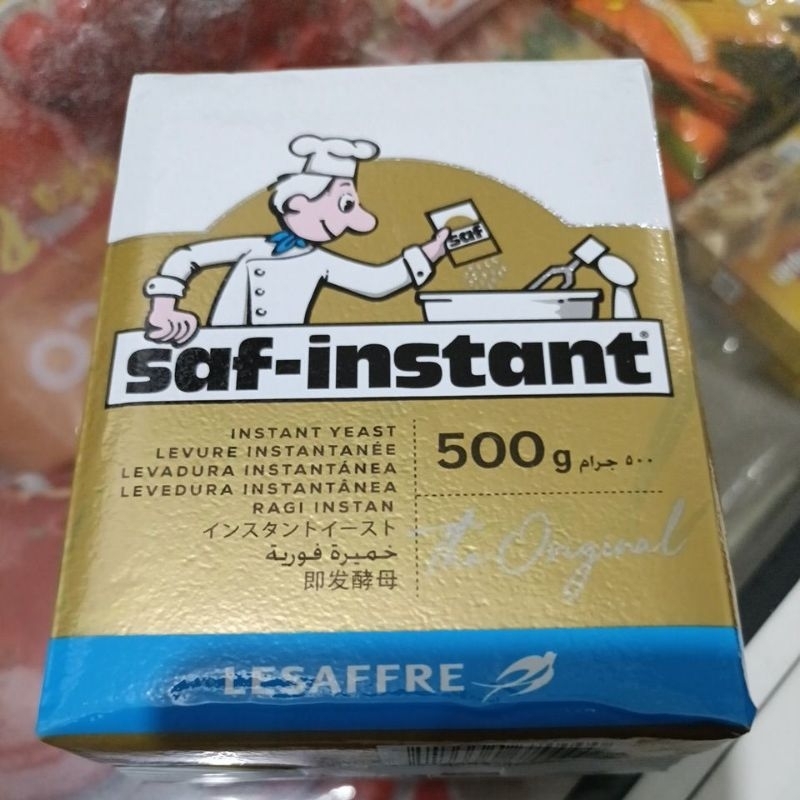 saf
saf-instant®
INSTANT YEAST
LEVURE INSTANTANÉE
LEVADURA INSTANTÁNEA
LEVEDURA INSTANTÂNEA
RAGI INSTAN
インスタントイースト
خميرة فورية
即发酵母
500g ٥٠٠ جرام
the Original
LESAFFRE